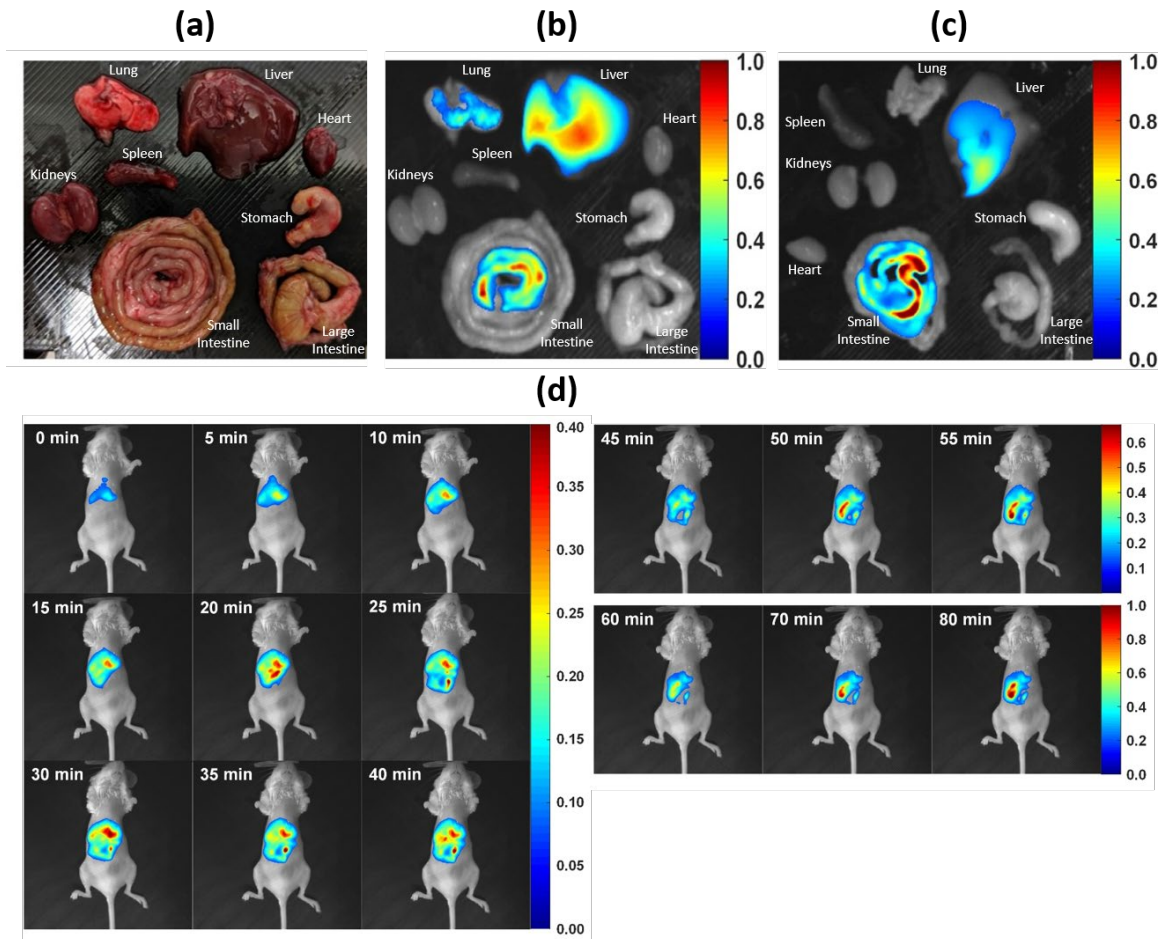 (a)
Lung
Liver
Heart
Spleen
Kidneys
Stomach
Small
Intestine
Large
Intestine
(b)
Lung
Liver
Heart
Spleen
Kidneys
Stomach
Small
Intestine
Large
Intestine
1.0
0.8
0.6
0.4
0.2
0.0
(c)
Lung
Liver
Spleen
Kidneys
Stomach
Heart
Small
Intestine
Large
Intestine
1.0
0.8
0.6
0.4
0.2
0.0
(d)
0 min
5 min
10 min
15 min
20 min
25 min
30 min
35 min
40 min
0.40
0.35
0.30
0.25
0.20
0.15
0.10
0.05
0.00
45 min
50 min
55 min
0.6
0.5
0.4
0.3
0.2
0.1
60 min
70 min
80 min
1.0
0.8
0.6
0.4
0.2
0.0